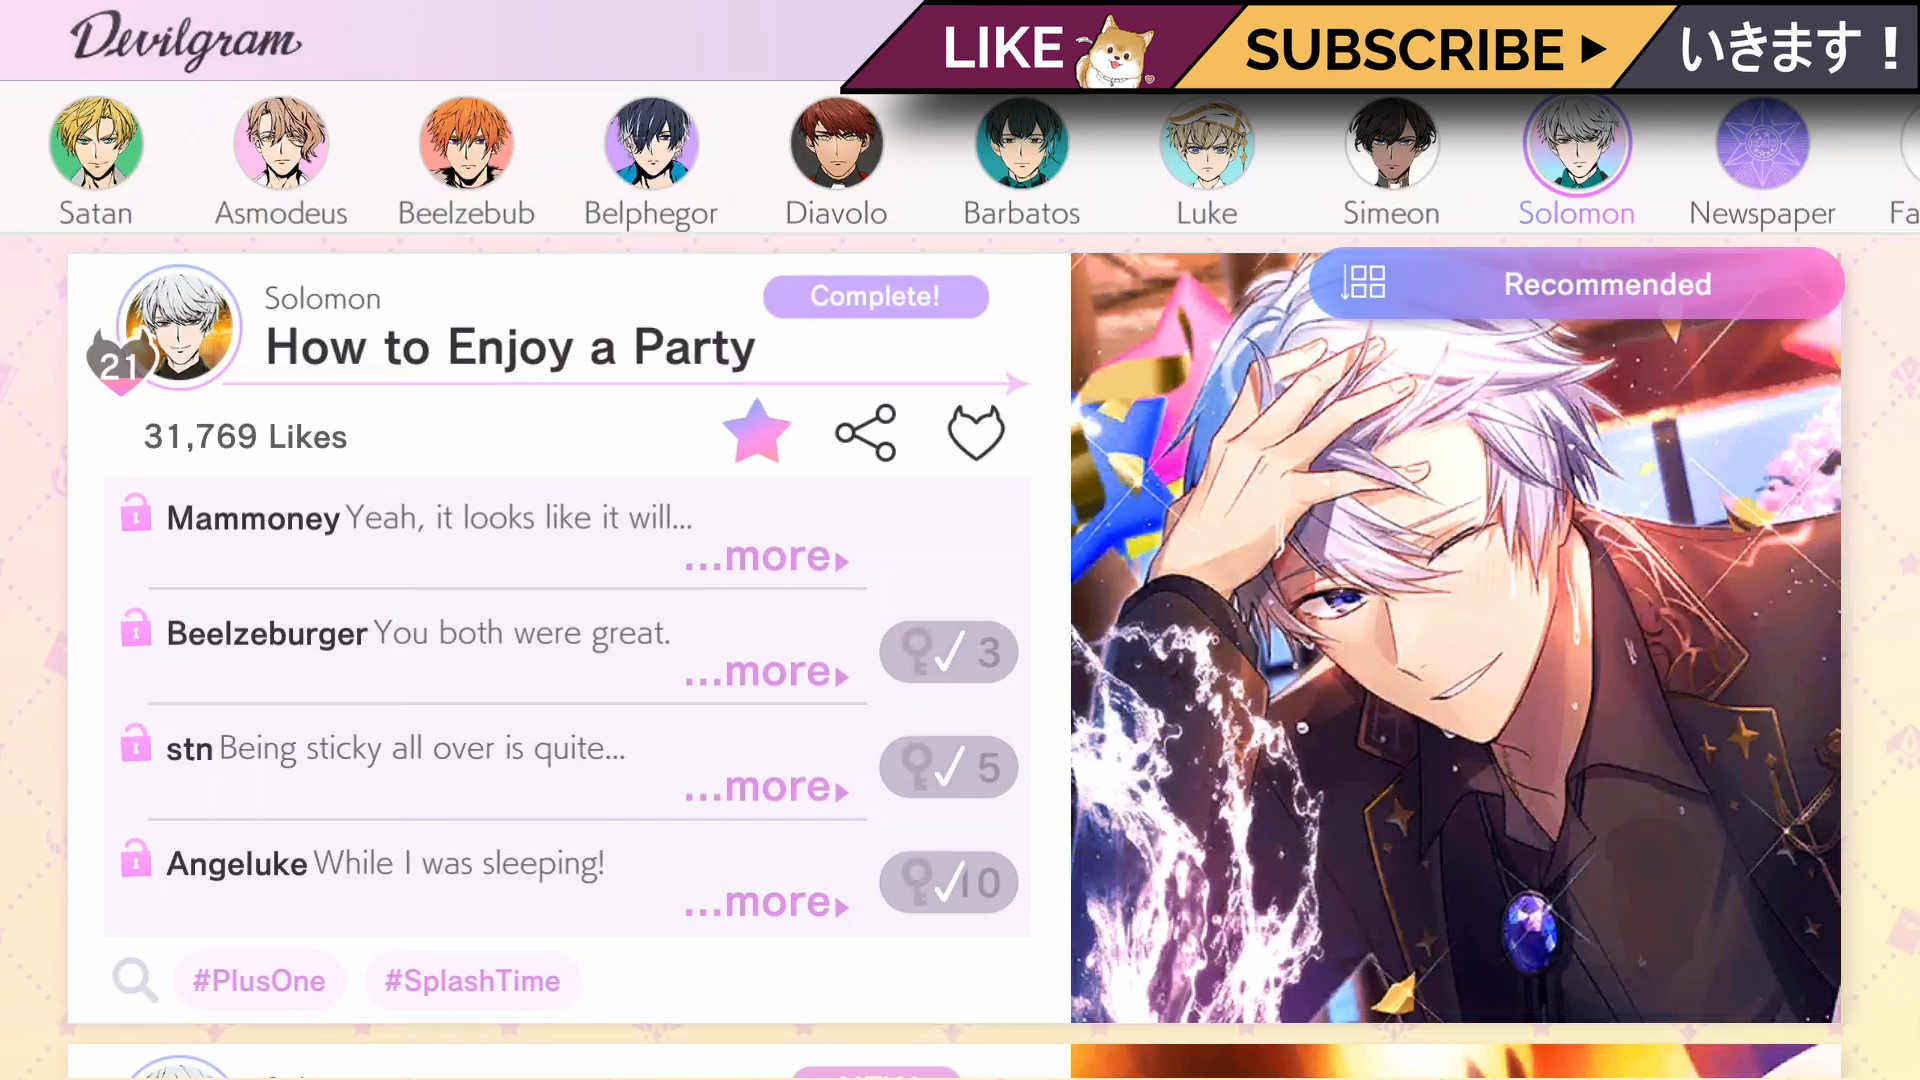 Devilgram
LIKE SUBSCRIBE いきます！
Satan Asmodeus Beelzebub Belphegor Diavolo Barbatos Luke Simeon Solomon Newspaper Fa
Solomon
Complete!
How to Enjoy a Party
21
Recommended
31,769 Likes
Mammoney Yeah, it looks like it will...
...more
Beelzeburger You both were great.
...more
3
stn Being sticky all over is quite...
...more
5
Angeluke While I was sleeping!
...more
10
#PlusOne #SplashTime